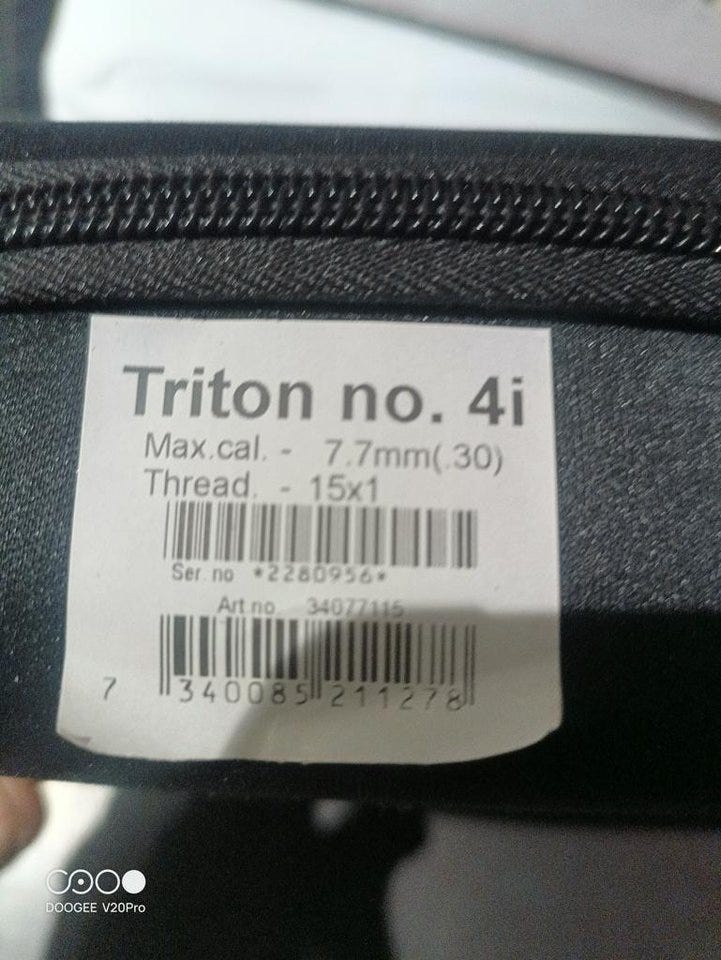 Triton no. 4i
Max.cal. - 7.7mm(.30)
Thread. - 15x1
Ser. no *2280956*
Art.no. 34077115
7 340085 211278
DOOGEE V20Pro